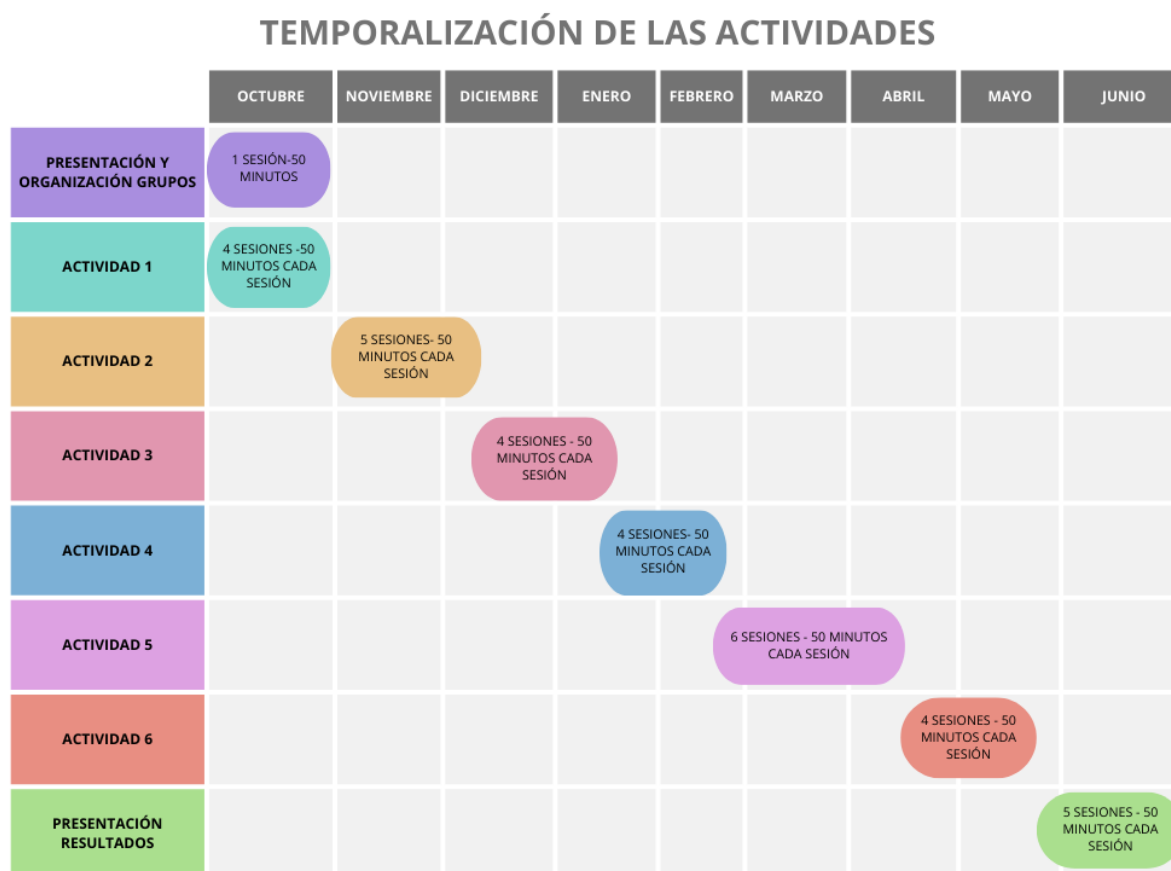 TEMPORALIZACIÓN DE LAS ACTIVIDADES
OCTUBRE NOVIEMBRE DICIEMBRE ENERO FEBRERO MARZO ABRIL MAYO JUNIO
PRESENTACIÓN Y
ORGANIZACIÓN GRUPOS
1 SESIÓN-50
MINUTOS
ACTIVIDAD 1
4 SESIONES -50
MINUTOS CADA
SESIÓN
ACTIVIDAD 2
5 SESIONES- 50
MINUTOS CADA
SESIÓN
ACTIVIDAD 3
4 SESIONES - 50
MINUTOS CADA
SESIÓN
ACTIVIDAD 4
4 SESIONES- 50
MINUTOS CADA
SESIÓN
ACTIVIDAD 5
6 SESIONES - 50 MINUTOS
CADA SESIÓN
ACTIVIDAD 6
4 SESIONES - 50
MINUTOS CADA
SESIÓN
PRESENTACIÓN
RESULTADOS
5 SESIONES - 50
MINUTOS CADA
SESIÓN